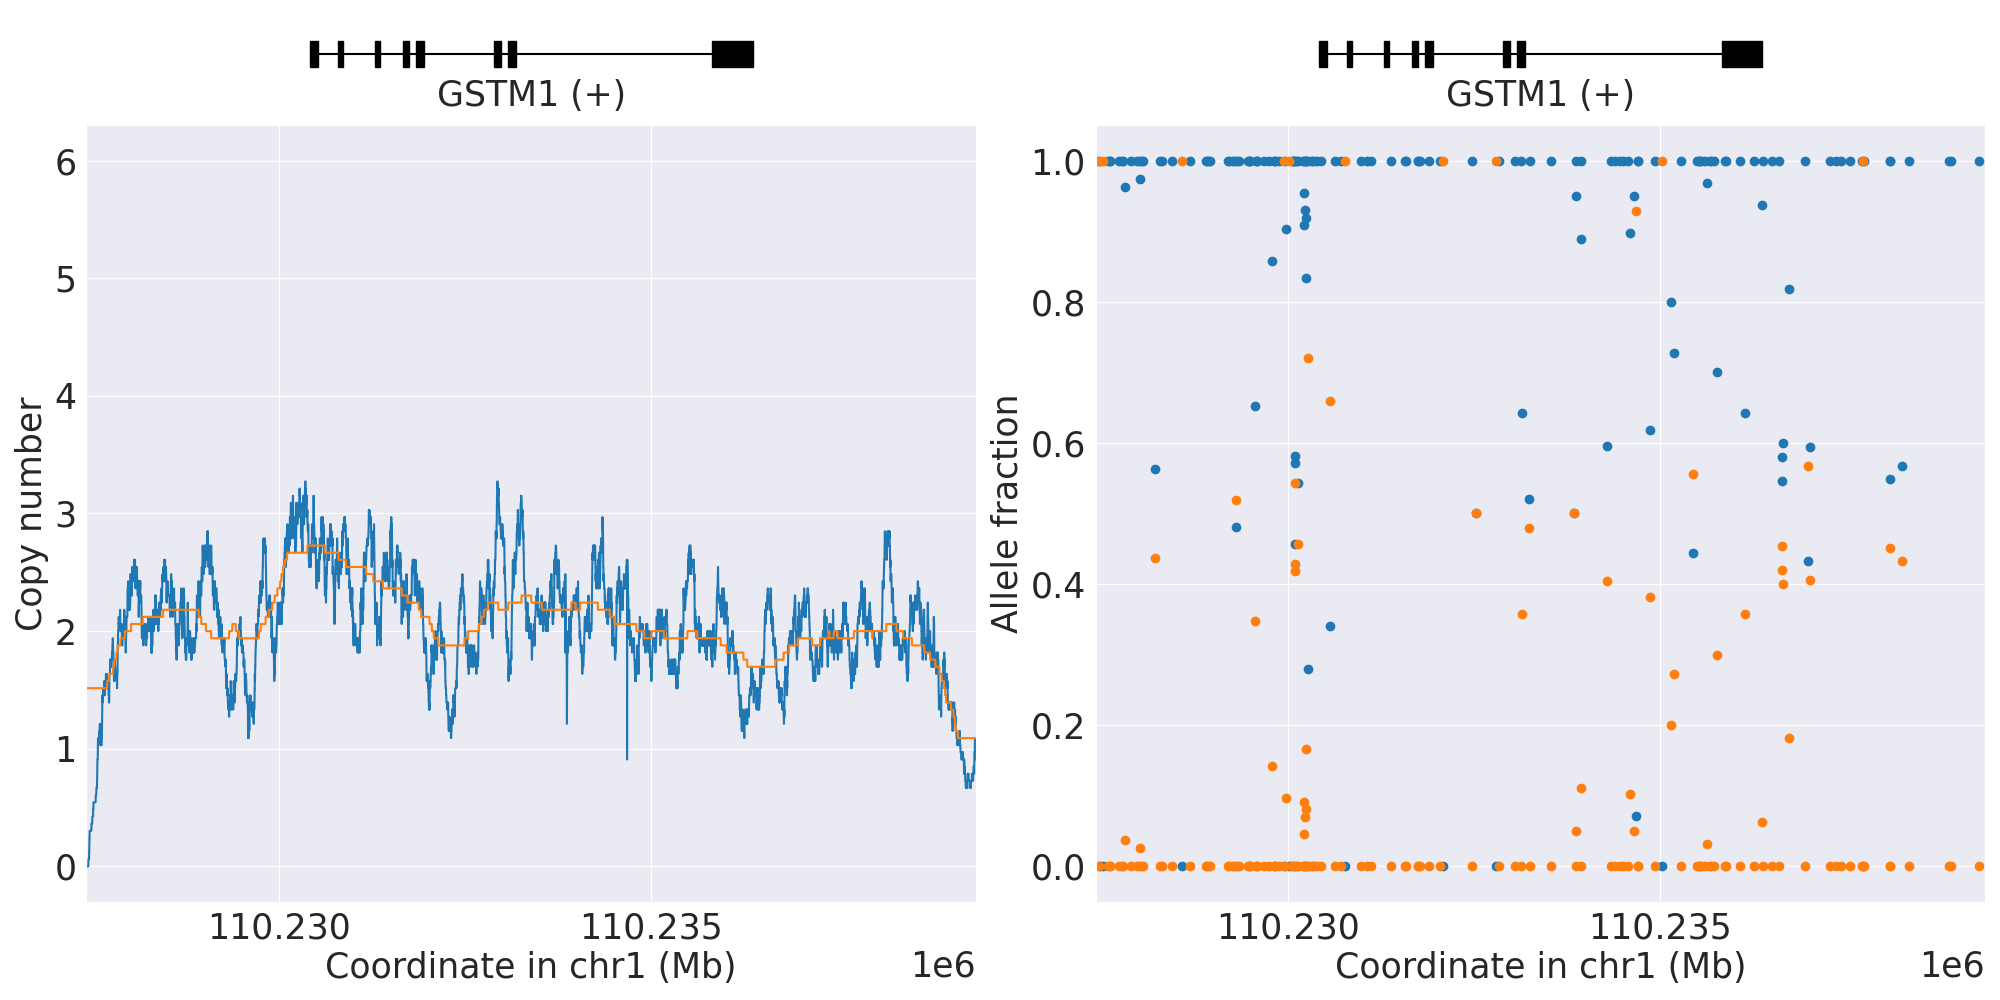 GSTM1 (+)
GSTM1 (+)
Copy number
6
5
4
3
2
1
0
110.230
110.235
Coordinate in chr1 (Mb)
1e6
Allele fraction
1.0
0.8
0.6
0.4
0.2
0.0
110.230
110.235
Coordinate in chr1 (Mb)
1e6